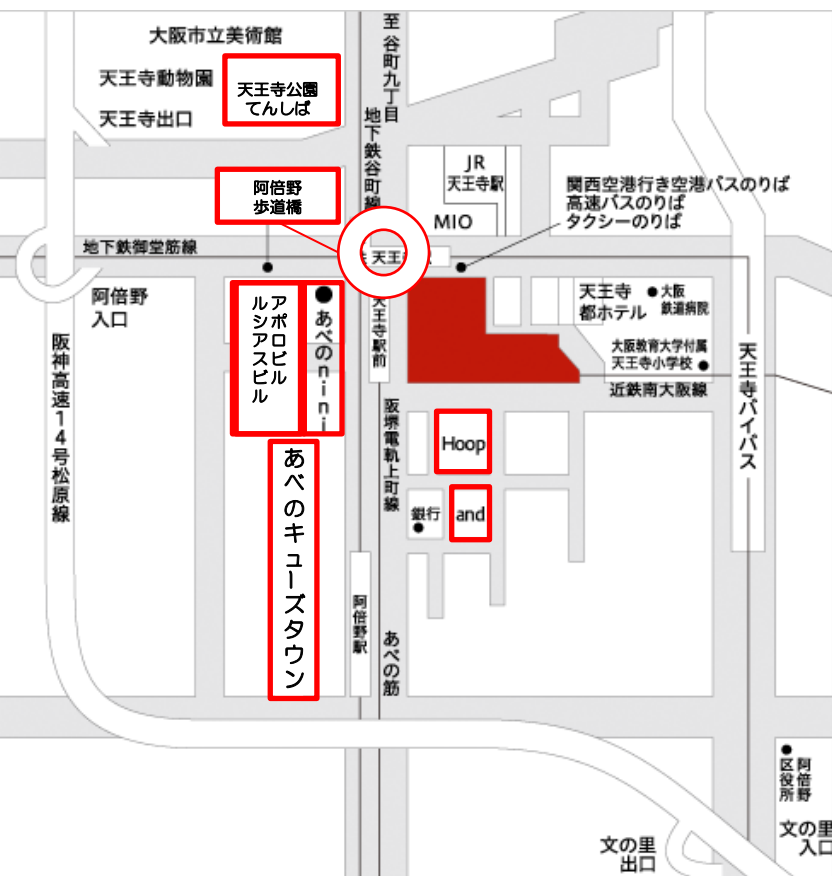 大阪市立美術館
天王寺動物園
天王寺公園
てんしば
天王寺出口
至 谷町九丁目
地下鉄谷町線
JR
天王寺駅
MIO
関西空港行き空港バスのりば
高速バスのりば
タクシーのりば
阿倍野
歩道橋
地下鉄御堂筋線
天王
阿倍野
入口
アポロビル
ルシアスビル
あべのnini
天王寺駅前
天王寺
都ホテル
大阪
鉄道病院
大阪教育大学付属
天王寺小学校
近鉄南大阪線
天王寺バイパス
阪神高速14号松原線
阪堺電軌上町線
Hoop
銀行
and
あべのキューズタウン
阿倍野駅
あべの筋
阿倍野
区役所
文の里
出口
文の里
入口